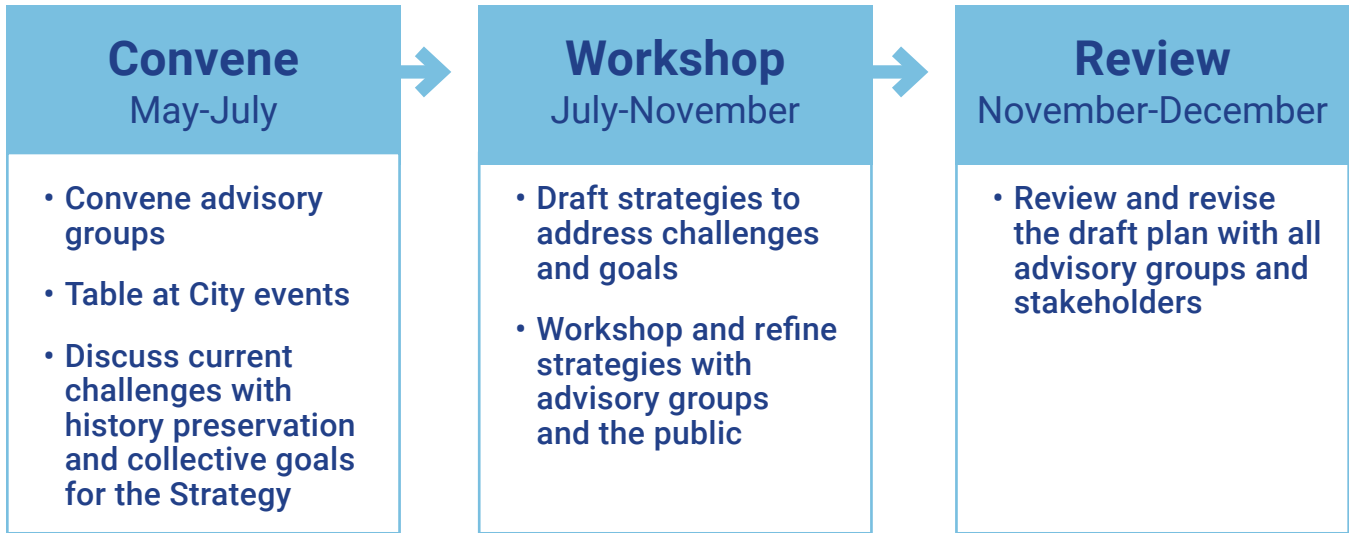 Convene
May-July
• Convene advisory
groups
• Table at City events
• Discuss current
challenges with
history preservation
and collective goals
for the Strategy
Workshop
July-November
• Draft strategies to
address challenges
and goals
• Workshop and refine
strategies with
advisory groups
and the public
Review
November-December
• Review and revise
the draft plan with all
advisory groups and
stakeholders